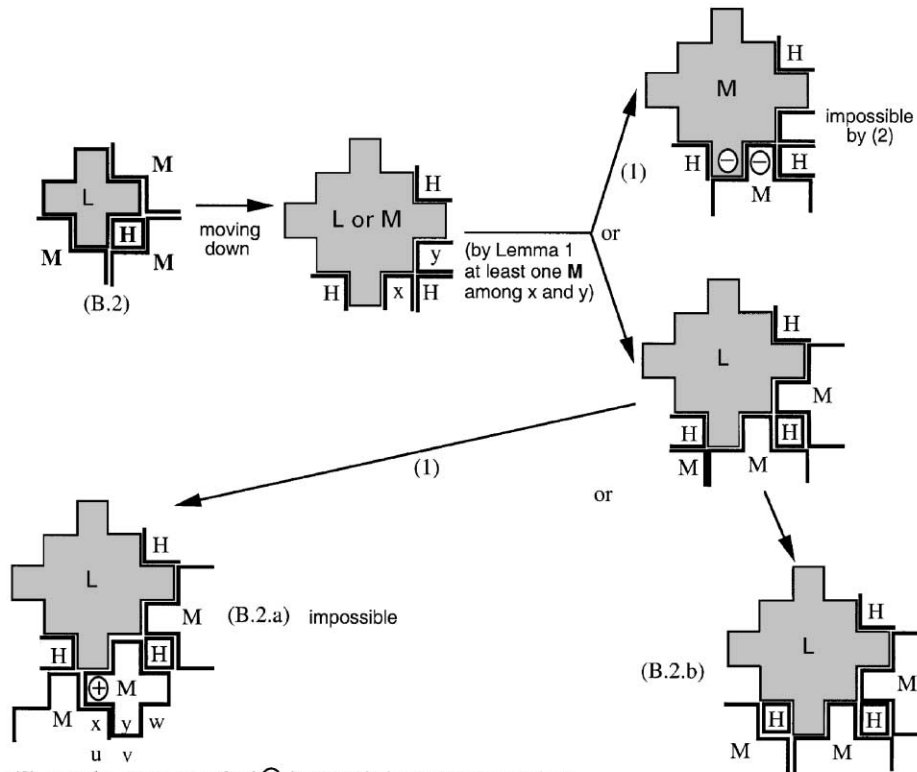 H
M
impossible
by (2)
H
−
−
H
M
(1)
M
L
H
M
M
(B.2)
moving
down
H
L or M
y
H
x
H
(by Lemma 1
at least one M
among x and y)
or
H
L
M
H
H
M
M
(1)
or
H
L
M
(B.2.a) impossible
H
H
+
M
M
x
y
w
u
v
H
L
M
(B.2.b)
H
H
M
M